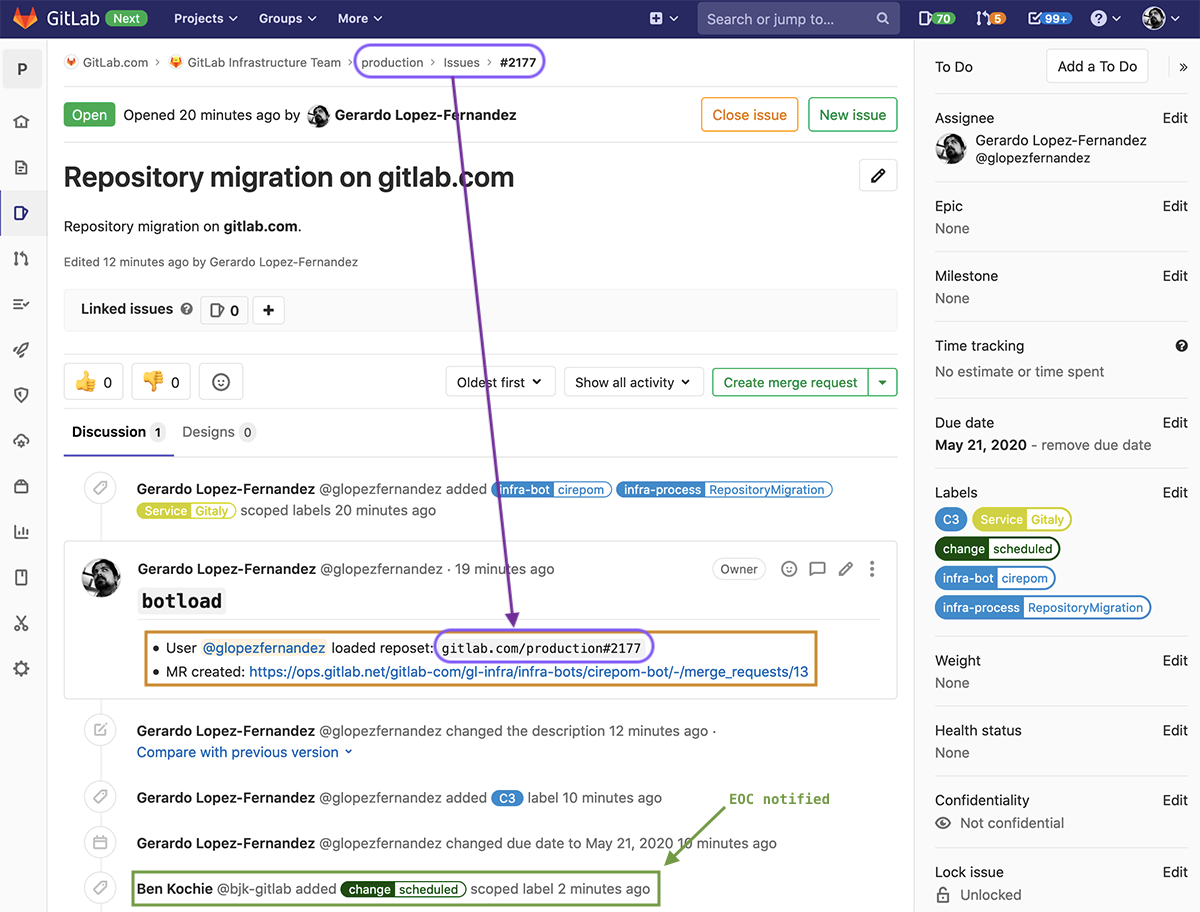 GitLab Next Projects Groups More Search or jump to... 70 5 99+ ?
P
GitLab.com › GitLab Infrastructure Team › production › Issues › #2177
Open Opened 20 minutes ago by Gerardo Lopez-Fernandez Close issue New issue
Repository migration on gitlab.com
Repository migration on gitlab.com.
Edited 12 minutes ago by Gerardo Lopez-Fernandez
Linked issues ? 0 +
0 0 Oldest first Show all activity Create merge request
Discussion 1 Designs 0
Gerardo Lopez-Fernandez @glopezfernandez added infra-bot cirepom infra-process RepositoryMigration
Service Gitaly scoped labels 20 minutes ago
Gerardo Lopez-Fernandez @glopezfernandez · 19 minutes ago Owner
botload
• User @glopezfernandez loaded reposet: gitlab.com/production#2177
• MR created: https://ops.gitlab.net/gitlab-com/gl-infra/infra-bots/cirepom-bot/-/merge_requests/13
Gerardo Lopez-Fernandez @glopezfernandez changed the description 12 minutes ago ·
Compare with previous version
Gerardo Lopez-Fernandez @glopezfernandez added C3 label 10 minutes ago
EOC notified
Gerardo Lopez-Fernandez @glopezfernandez changed due date to May 21, 2020 10 minutes ago
Ben Kochie @bjk-gitlab added change scheduled scoped label 2 minutes ago
To Do Add a To Do »
Assignee Edit
Gerardo Lopez-Fernandez
@glopezfernandez
Epic Edit
None
Milestone Edit
None
Time tracking ?
No estimate or time spent
Due date Edit
May 21, 2020 - remove due date
Labels Edit
C3 Service Gitaly
change scheduled
infra-bot cirepom
infra-process RepositoryMigration
Weight Edit
None
Health status Edit
None
Confidentiality Edit
Not confidential
Lock issue Edit
Unlocked